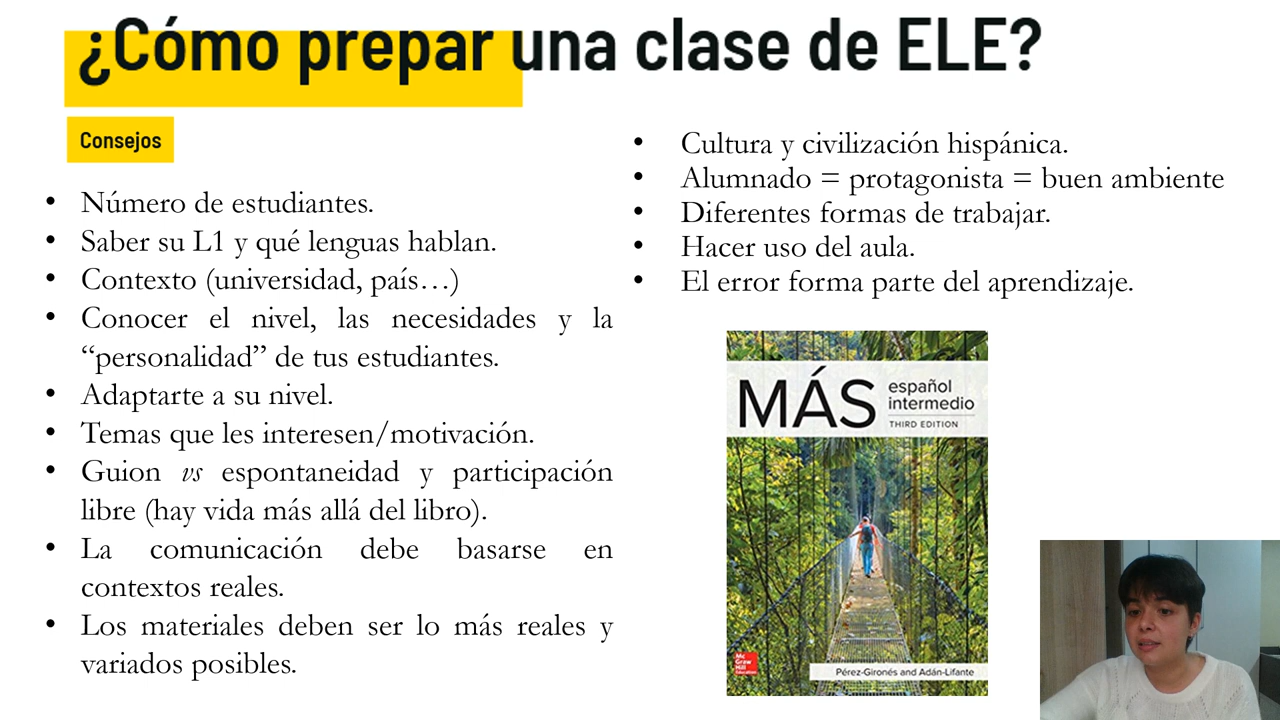 ¿Cómo prepar una clase de ELE?
Consejos
• Número de estudiantes.
• Saber su L1 y qué lenguas hablan.
• Contexto (universidad, país…)
• Conocer el nivel, las necesidades y la
“personalidad” de tus estudiantes.
• Adaptarte a su nivel.
• Temas que les interesen/motivación.
• Guion vs espontaneidad y participación
libre (hay vida más allá del libro).
• La comunicación debe basarse en
contextos reales.
• Los materiales deben ser lo más reales y
variados posibles.
• Cultura y civilización hispánica.
• Alumnado = protagonista = buen ambiente
• Diferentes formas de trabajar.
• Hacer uso del aula.
• El error forma parte del aprendizaje.
MÁS
español
intermedio
THIRD EDITION
Mc
Graw
Hill
Education
Pérez-Gironés and Adán-Lifante